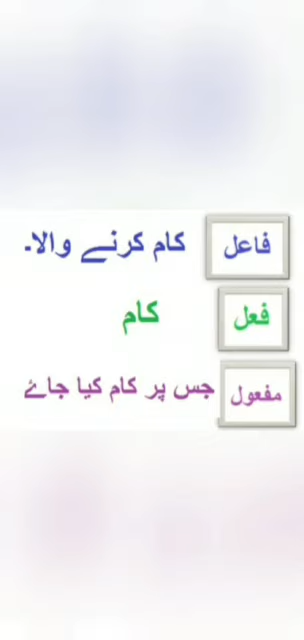 فاعل کام کرنے والا۔
فعل کام
مفعول جس پر کام کیا جائے